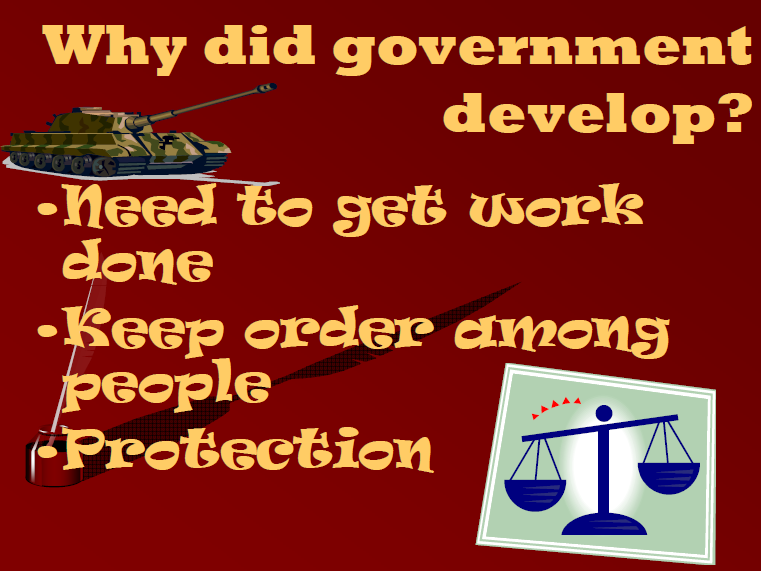 Why did government
develop?
•Need to get work
done
•Keep order among
people
•Protection